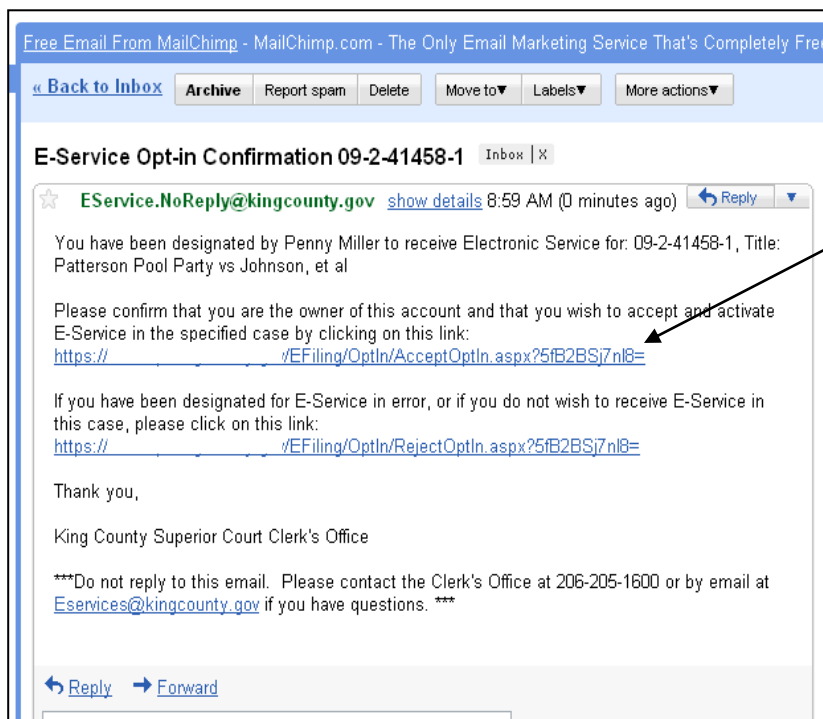 Free Email From MailChimp - MailChimp.com - The Only Email Marketing Service That's Completely Free
« Back to Inbox Archive Report spam Delete Move to▼ Labels▼ More actions▼
E-Service Opt-in Confirmation 09-2-41458-1 Inbox | X
EService.NoReply@kingcounty.gov show details 8:59 AM (0 minutes ago) Reply ▼
You have been designated by Penny Miller to receive Electronic Service for: 09-2-41458-1, Title:
Patterson Pool Party vs Johnson, et al
Please confirm that you are the owner of this account and that you wish to accept and activate
E-Service in the specified case by clicking on this link:
https:// /EFiling/OptIn/AcceptOptIn.aspx?5fB2BSj7nl8=
If you have been designated for E-Service in error, or if you do not wish to receive E-Service in
this case, please click on this link:
https:// /EFiling/OptIn/RejectOptIn.aspx?5fB2BSj7nl8=
Thank you,
King County Superior Court Clerk's Office
***Do not reply to this email. Please contact the Clerk's Office at 206-205-1600 or by email at
Eservices@kingcounty.gov if you have questions. ***
Reply Forward